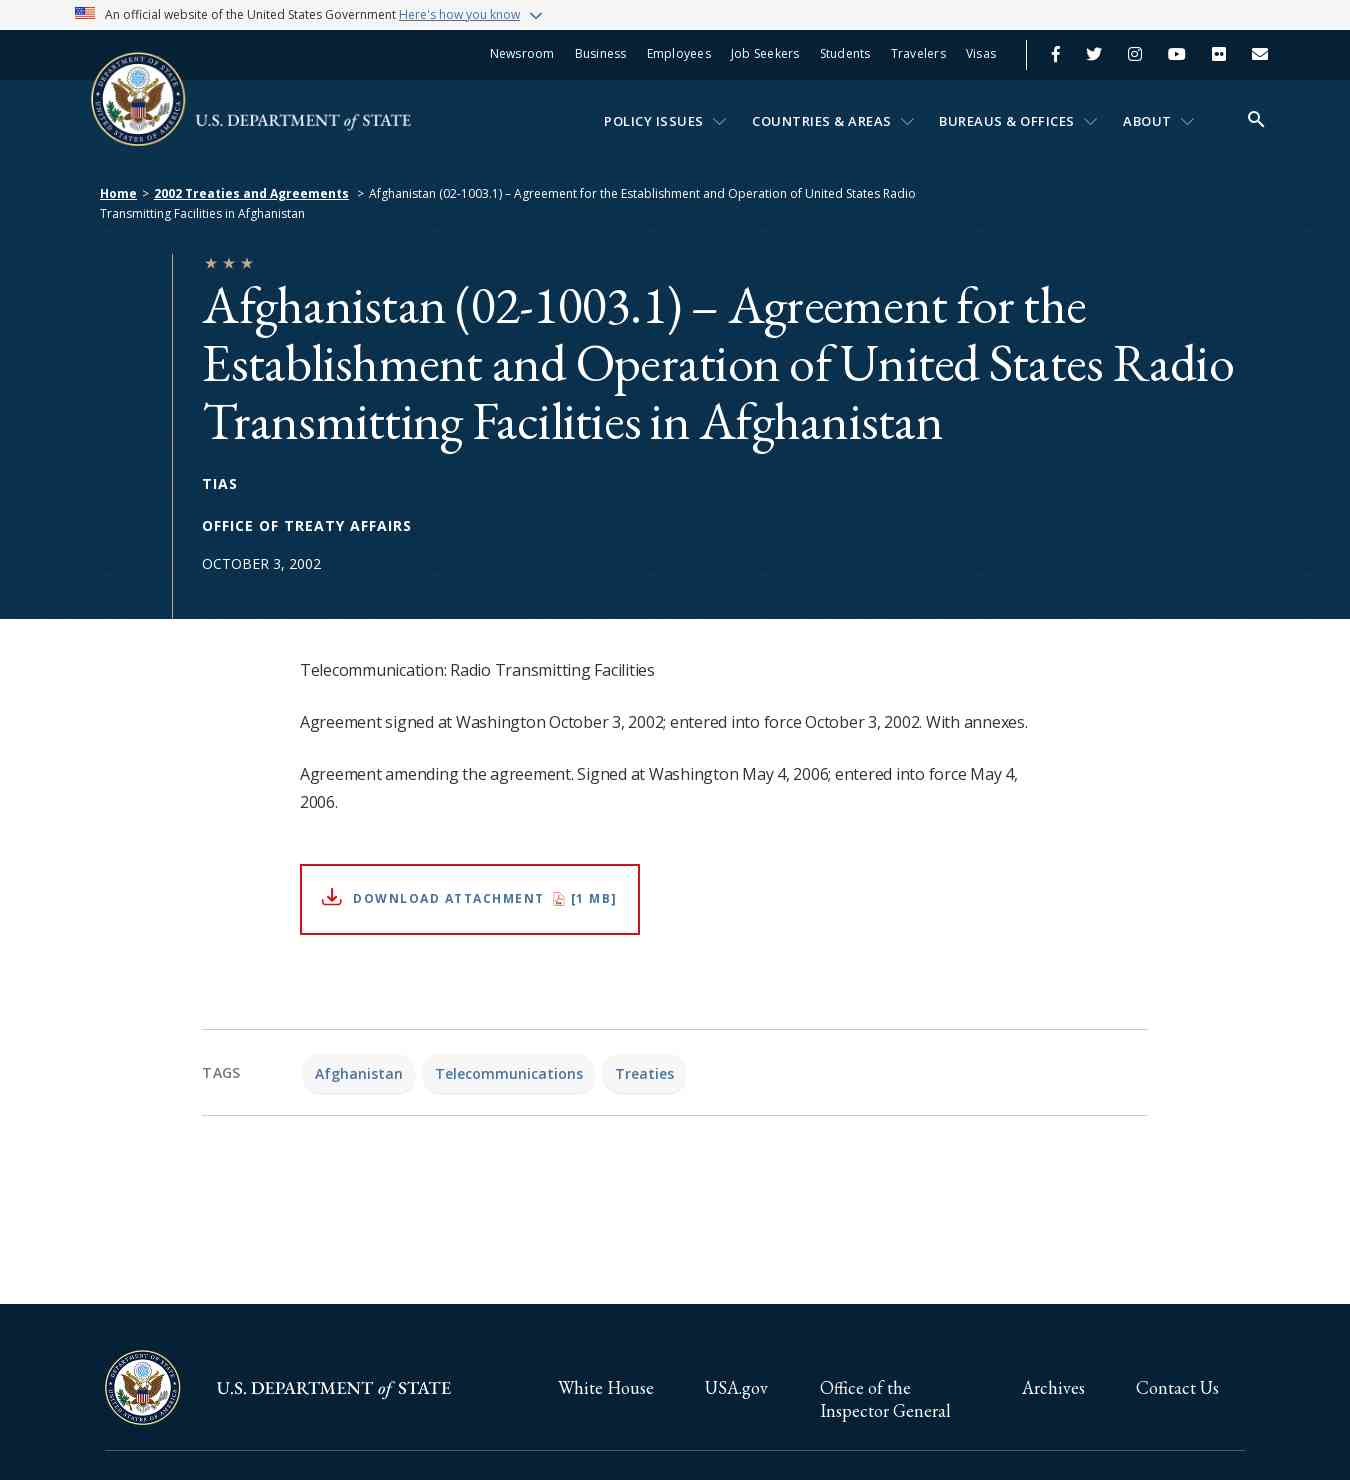 An official website of the United States Government Here's how you know
Newsroom Business Employees Job Seekers Students Travelers Visas
U.S. DEPARTMENT of STATE
POLICY ISSUES COUNTRIES & AREAS BUREAUS & OFFICES ABOUT
Home > 2002 Treaties and Agreements > Afghanistan (02-1003.1) – Agreement for the Establishment and Operation of United States Radio
Transmitting Facilities in Afghanistan
Afghanistan (02-1003.1) – Agreement for the
Establishment and Operation of United States Radio
Transmitting Facilities in Afghanistan
TIAS
OFFICE OF TREATY AFFAIRS
OCTOBER 3, 2002
Telecommunication: Radio Transmitting Facilities
Agreement signed at Washington October 3, 2002; entered into force October 3, 2002. With annexes.
Agreement amending the agreement. Signed at Washington May 4, 2006; entered into force May 4,
2006.
DOWNLOAD ATTACHMENT [1 MB]
TAGS Afghanistan Telecommunications Treaties
U.S. DEPARTMENT of STATE
White House USA.gov Office of the Archives Contact Us
Inspector General